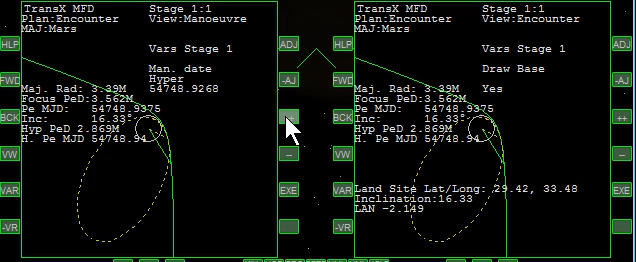 TransX MFD Stage 1:1
Plan:Encounter View:Manoeuvre
MAJ:Mars
Vars Stage 1
Man. date
Hyper
54748.9268
Maj. Rad: 3.39M
Focus PeD:3.562M
Pe MJD: 54748.9375
Inc: 16.33°
Hyp PeD 2.869M
H. Pe MJD 54748.94
HLP
FWD
BCK
VW
VAR
-VR
ADJ
-AJ
--
EXE
TransX MFD Stage 1:1
Plan:Encounter View:Encounter
MAJ:Mars
Vars Stage 1
Draw Base
Yes
Maj. Rad: 3.39M
Focus PeD:3.562M
Pe MJD: 54748.9375
Inc: 16.33°
Hyp PeD 2.869M
H. Pe MJD 54748.94
Land Site Lat/Long: 29.42, 33.48
Inclination:16.33
LAN -2.149
HLP
FWD
BCK
VW
VAR
-VR
ADJ
-AJ
++
--
EXE